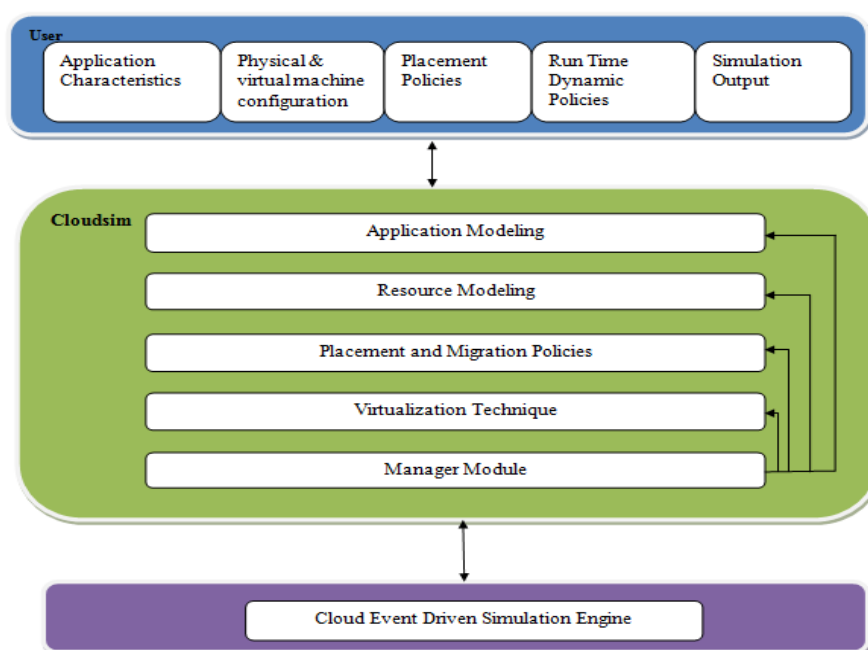 User
Application
Characteristics
Physical &
virtual machine
configuration
Placement
Policies
Run Time
Dynamic
Policies
Simulation
Output
Cloudsim
Application Modeling
Resource Modeling
Placement and Migration Policies
Virtualization Technique
Manager Module
Cloud Event Driven Simulation Engine